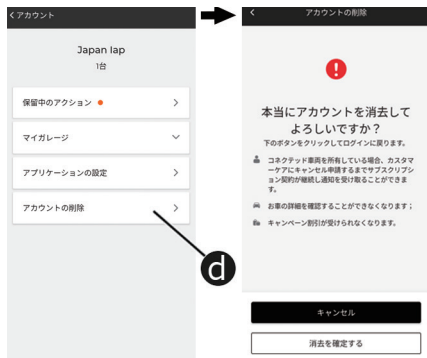 アカウント
Japan Iap
1台
保留中のアクション
マイガレージ
アプリケーションの設定
アカウントの削除
d
アカウントの削除
本当にアカウントを消去して
よろしいですか？
下のボタンをクリックしてログインに戻ります。
コネクテッド車両を所有している場合、カスタマ
ーケアにキャンセル申請するまでサブスクリプシ
ョン契約が継続し通知を受け取ることができま
す。
お車の詳細を確認することができなくなります；
キャンペーン割引が受けられなくなります。
キャンセル
消去を確定する